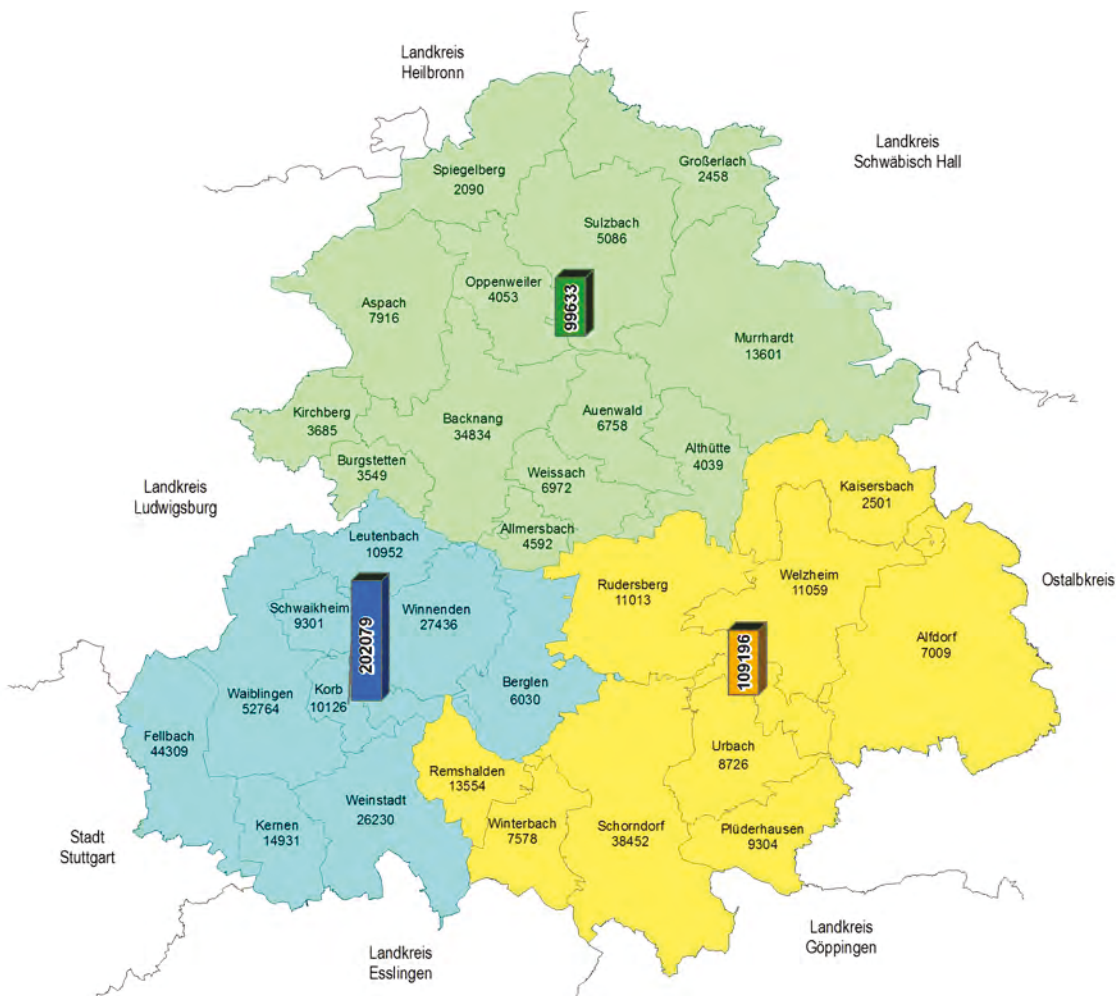 Landkreis
Heilbronn
Landkreis
Schwäbisch Hall
Großerlach
2458
Spiegelberg
2090
Sulzbach
5086
Oppenweiler
4053
99633
Aspach
7916
Murrhardt
13601
Kirchberg
3685
Backnang
34834
Auenwald
6758
Althütte
4039
Burgstetten
3549
Weissach
6972
Kaisersbach
2501
Landkreis
Ludwigsburg
Allmersbach
4592
Leutenbach
10952
Rudersberg
11013
Welzheim
11059
Ostalbkreis
Schwaikheim
9301
Winnenden
27436
202079
Alfdorf
7009
109196
Waiblingen
52764
Korb
10126
Berglen
6030
Fellbach
44309
Urbach
8726
Remshalden
13554
Weinstadt
26230
Kernen
14931
Winterbach
7578
Schorndorf
38452
Plüderhausen
9304
Stadt
Stuttgart
Landkreis
Göppingen
Landkreis
Esslingen